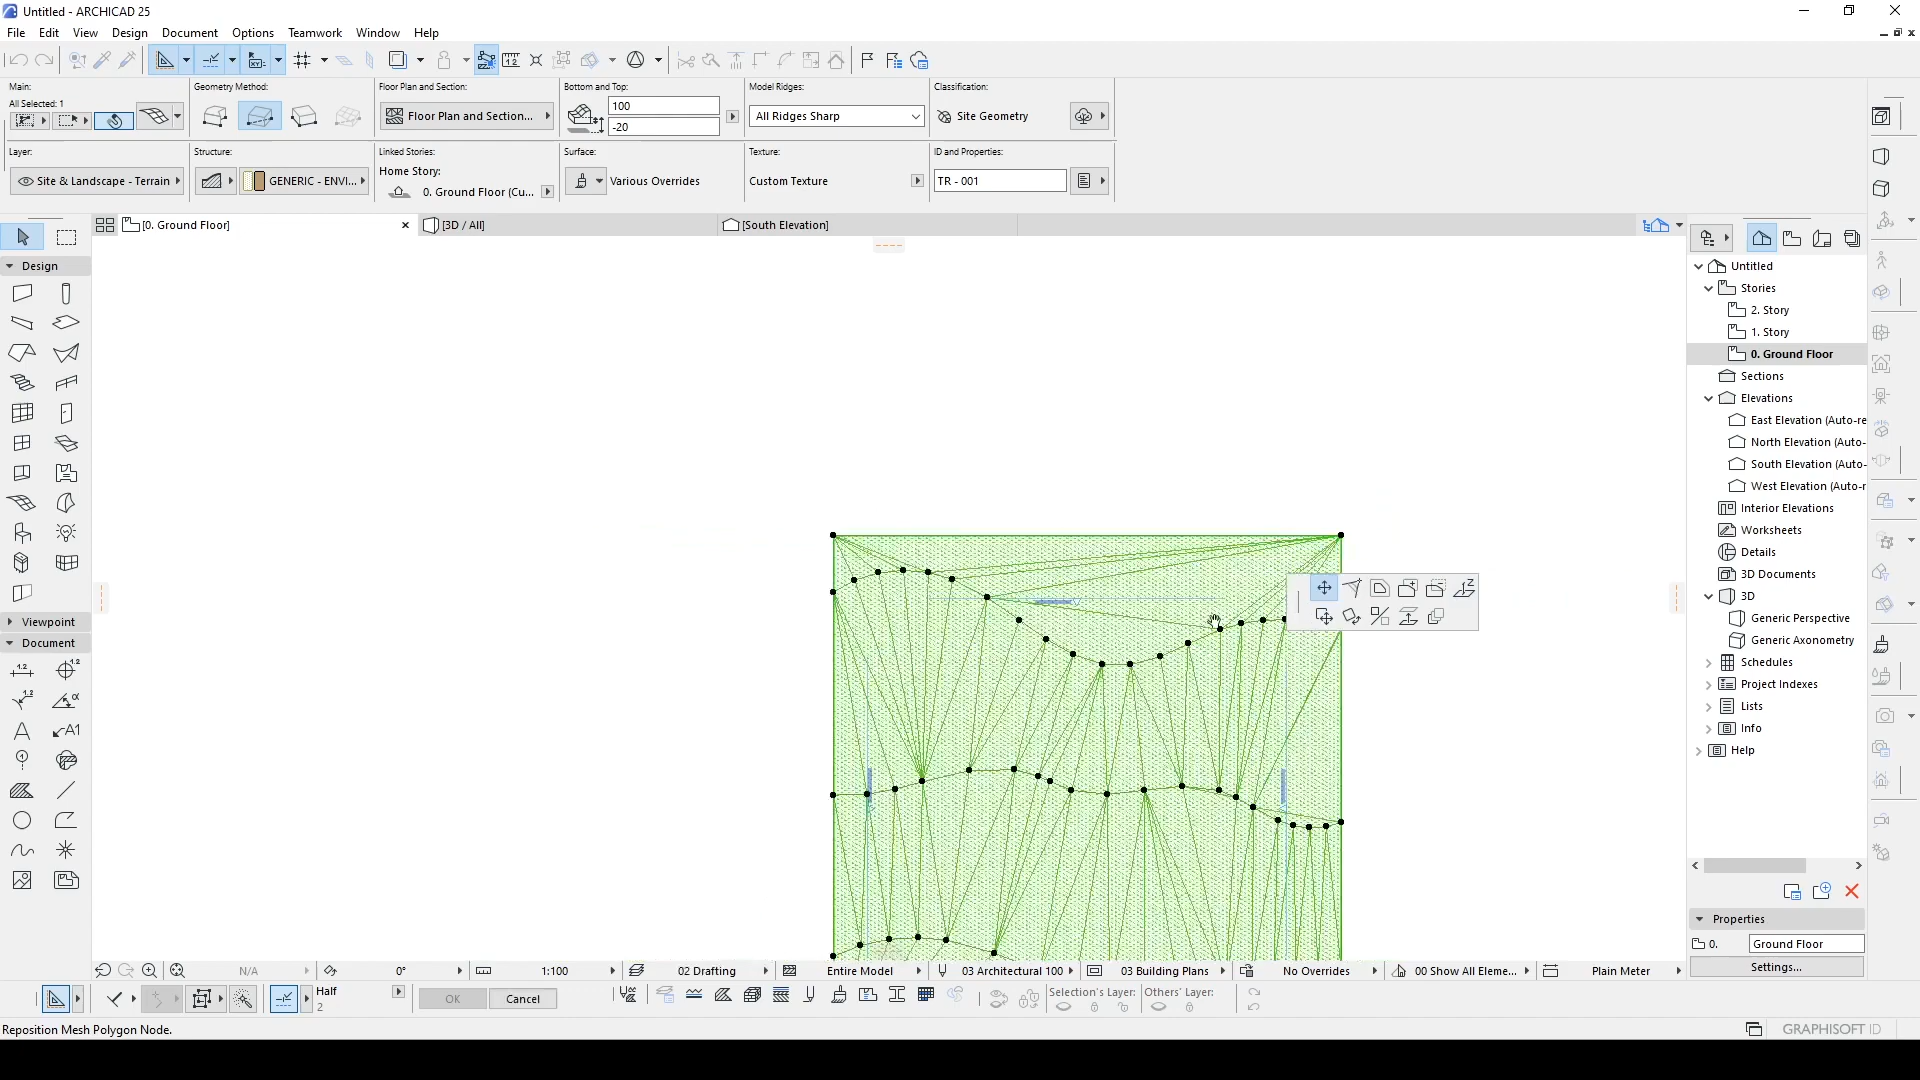 Untitled - ARCHICAD 25
File Edit View Design Document Options Teamwork Window Help
Main:
All Selected: 1
Geometry Method:
Floor Plan and Section:
Floor Plan and Section...
Bottom and Top:
100
-20
Model Ridges:
All Ridges Sharp
Classification:
Site Geometry
Layer:
Site & Landscape - Terrain
Structure:
GENERIC - ENVI...
Linked Stories:
Home Story:
0. Ground Floor (Cu...
Surface:
Various Overrides
Texture:
Custom Texture
ID and Properties:
TR - 001
[0. Ground Floor]
[3D / All]
[South Elevation]
Design
Viewpoint
Document
Untitled
Stories
2. Story
1. Story
0. Ground Floor
Sections
Elevations
East Elevation (Auto-re
North Elevation (Auto-
South Elevation (Auto-
West Elevation (Auto-r
Interior Elevations
Worksheets
Details
3D Documents
3D
Generic Perspective
Generic Axonometry
Schedules
Project Indexes
Lists
Info
Help
Properties
0.
Ground Floor
Settings...
N/A
0°
1:100
02 Drafting
Entire Model
03 Architectural 100
03 Building Plans
No Overrides
00 Show All Eleme...
Plain Meter
Half
2
OK
Cancel
Selection's Layer:
Others' Layer:
Reposition Mesh Polygon Node.
GRAPHISOFT ID